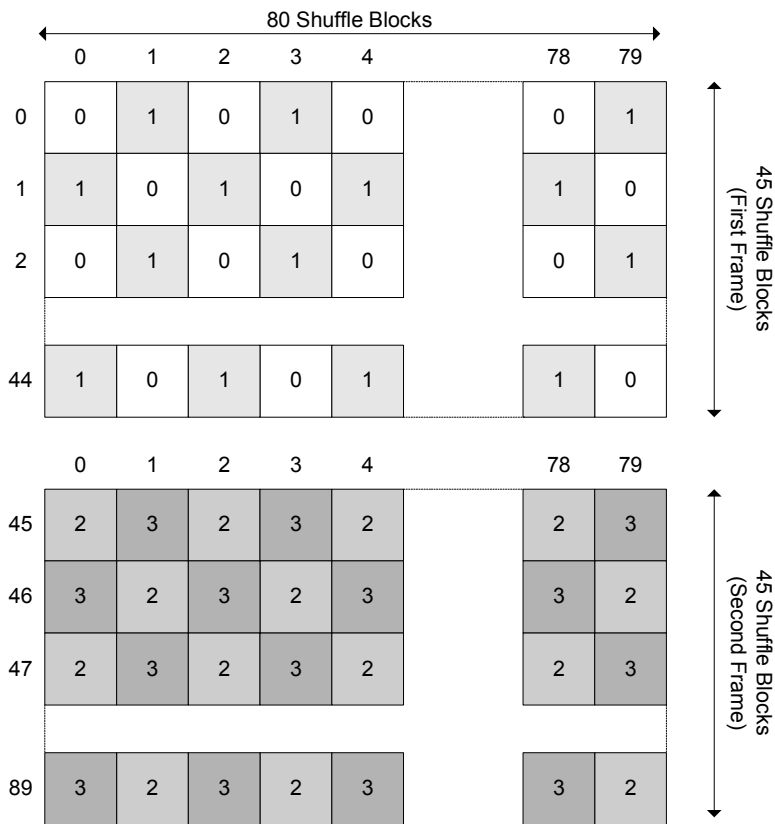 80 Shuffle Blocks
0 1 2 3 4 78 79
0 0 1 0 1 0 0 1
1 1 0 1 0 1 1 0
2 0 1 0 1 0 0 1
44 1 0 1 0 1 1 0
45 Shuffle Blocks
(First Frame)
0 1 2 3 4 78 79
45 2 3 2 3 2 2 3
46 3 2 3 2 3 3 2
47 2 3 2 3 2 2 3
89 3 2 3 2 3 3 2
45 Shuffle Blocks
(Second Frame)